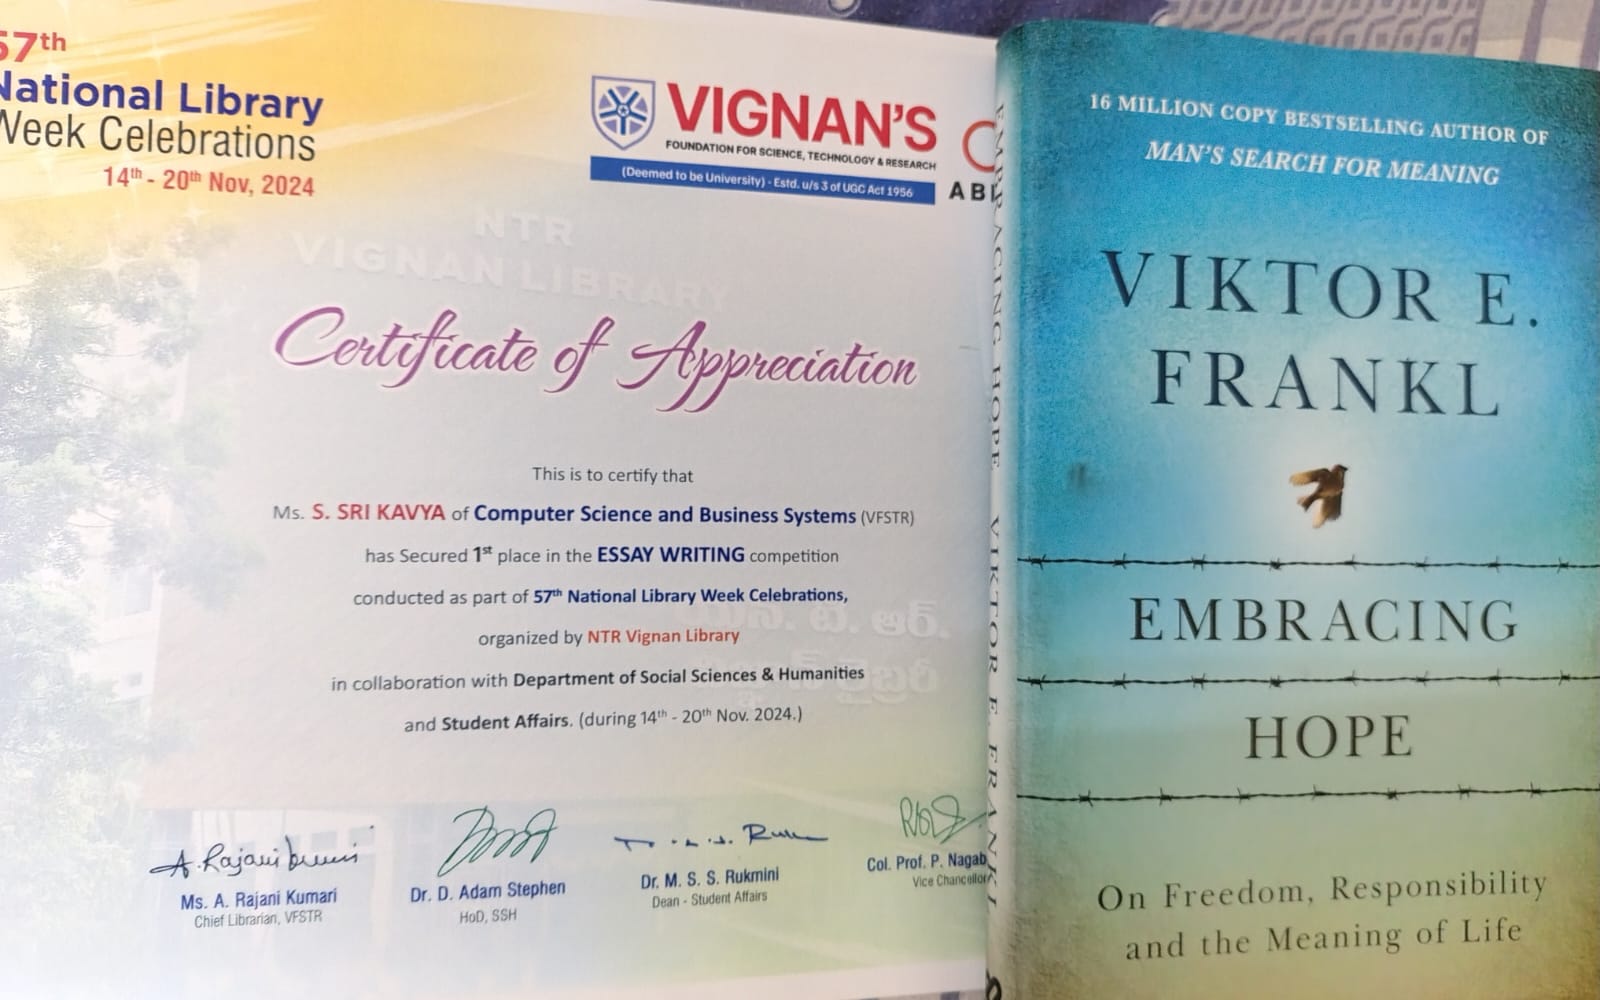 57th
National Library
Week Celebrations
14th - 20th Nov, 2024
VIGNAN'S
FOUNDATION FOR SCIENCE, TECHNOLOGY & RESEARCH
(Deemed to be University) - Estd. u/s 3 of UGC Act 1956
NTR
VIGNAN LIBRARY
Certificate of Appreciation
This is to certify that
Ms. S. SRI KAVYA of Computer Science and Business Systems (VFSTR)
has Secured 1st place in the ESSAY WRITING competition
conducted as part of 57th National Library Week Celebrations,
organized by NTR Vignan Library
in collaboration with Department of Social Sciences & Humanities
and Student Affairs. (during 14th - 20th Nov. 2024.)
ఎన్. టి. ఆర్.
A. Rajani Kumari
Ms. A. Rajani Kumari
Chief Librarian, VFSTR
Dr. D. Adam Stephen
HoD, SSH
Dr. M. S. S. Rukmini
Dean - Student Affairs
Col. Prof. P. Nagab
Vice Chancellor
EMBRACING HOPE VIKTOR E. FRANKL
16 MILLION COPY BESTSELLING AUTHOR OF
MAN'S SEARCH FOR MEANING
VIKTOR E.
FRANKL
EMBRACING
HOPE
On Freedom, Responsibility
and the Meaning of Life